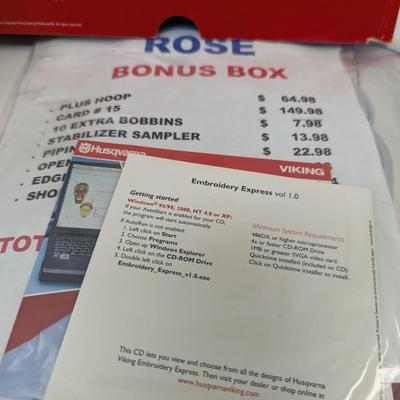 ROSE
BONUS BOX
PLUS HOOP $ 64.98
CARD # 15 $ 149.98
10 EXTRA BOBBINS $ 7.98
STABILIZER SAMPLER $ 13.98
$ 22.98
Husqvarna VIKING
Embroidery Express vol 1.0
Getting started
Windows® 95/98, 2000, NT 4.0 or XP:
If your AutoStart is enabled for your CD,
the program will start automatically.
If AutoRun is not enabled:
1. Left click on Start
2. Choose Programs
3. Open up Windows Explorer
4. Left click on the CD-ROM Drive
5. Double left click on
Embroidery_Express_v1.0.exe
Minimum System Requirements
486DX or higher microprocessor
4x or faster CD-ROM Drive
1MB or greater SVGA video card
Quicktime installed (included on CD)
Click on Quicktime installer to install.
This CD lets you view and choose from all the designs of Husqvarna
Viking Embroidery Express. Then visit your dealer or shop online at
www.husqvarnaviking.com